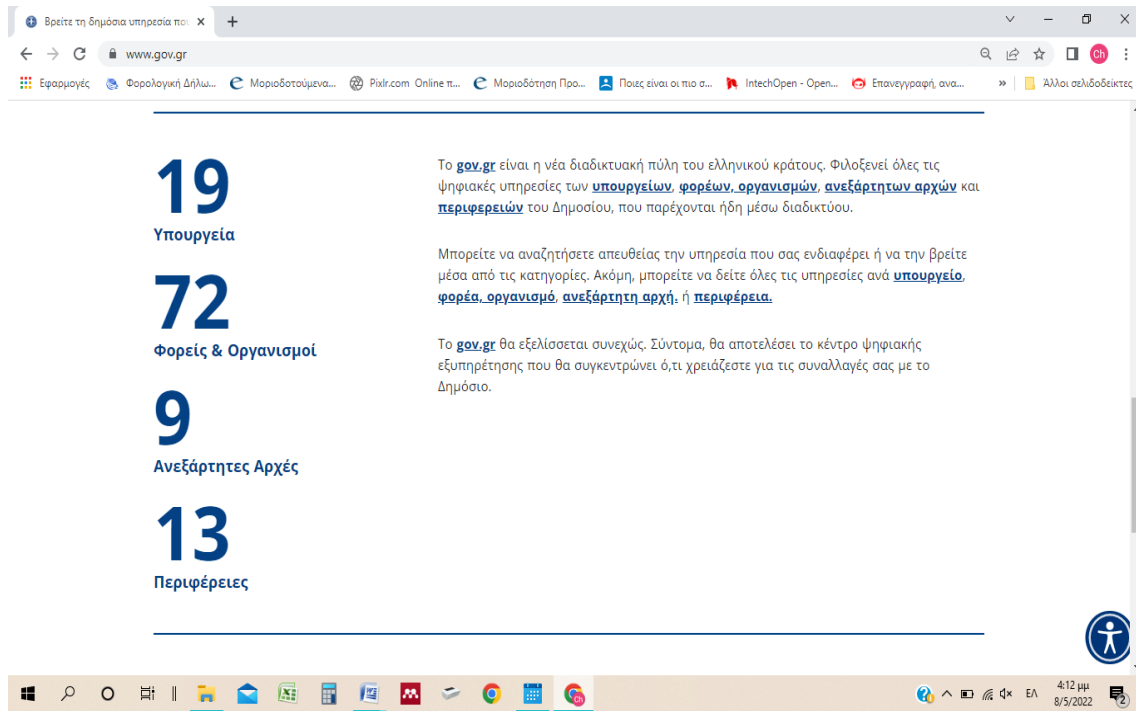 Βρείτε τη δημόσια υπηρεσία που
www.gov.gr
Ch
Εφαρμογές
Φορολογική Δήλω...
Μοριοδοτούμενα...
Pixlr.com Online π...
Μοριοδότηση Προ...
Ποιες είναι οι πιο σ...
IntechOpen - Open...
Επανεγγραφή, ανα...
»
Άλλοι σελιδοδείκτες
19
Υπουργεία
72
Φορείς & Οργανισμοί
9
Ανεξάρτητες Αρχές
13
Περιφέρειες
Το gov.gr είναι η νέα διαδικτυακή πύλη του ελληνικού κράτους. Φιλοξενεί όλες τις
ψηφιακές υπηρεσίες των υπουργείων, φορέων, οργανισμών, ανεξάρτητων αρχών και
περιφερειών του Δημοσίου, που παρέχονται ήδη μέσω διαδικτύου.
Μπορείτε να αναζητήσετε απευθείας την υπηρεσία που σας ενδιαφέρει ή να την βρείτε
μέσα από τις κατηγορίες. Ακόμη, μπορείτε να δείτε όλες τις υπηρεσίες ανά υπουργείο,
φορέα, οργανισμό, ανεξάρτητη αρχή. ή περιφέρεια.
Το gov.gr θα εξελίσσεται συνεχώς. Σύντομα, θα αποτελέσει το κέντρο ψηφιακής
εξυπηρέτησης που θα συγκεντρώνει ό,τι χρειάζεστε για τις συναλλαγές σας με το
Δημόσιο.
ΕΛ
4:12 μμ
8/5/2022
2